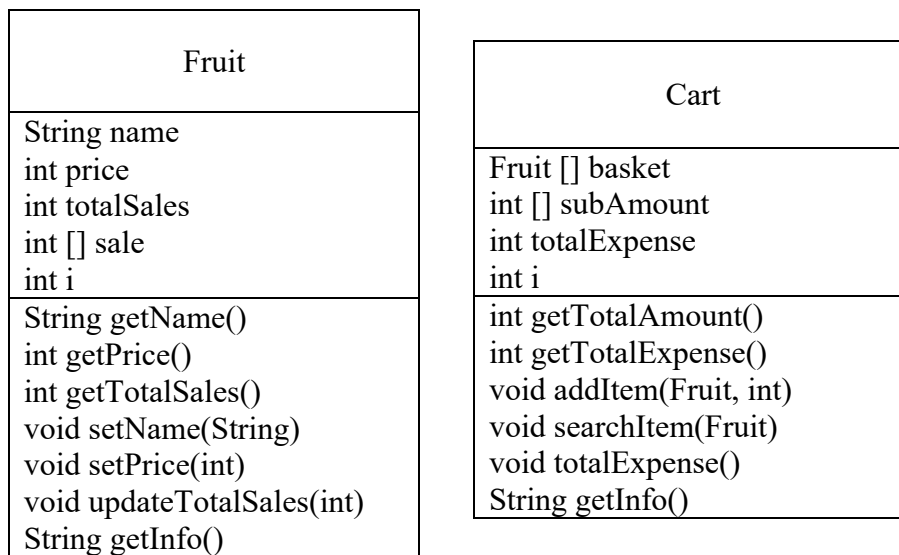 Fruit
String name
int price
int totalSales
int [] sale
int i
String getName()
int getPrice()
int getTotalSales()
void setName(String)
void setPrice(int)
void updateTotalSales(int)
String getInfo()
Cart
Fruit [] basket
int [] subAmount
int totalExpense
int i
int getTotalAmount()
int getTotalExpense()
void addItem(Fruit, int)
void searchItem(Fruit)
void totalExpense()
String getInfo()